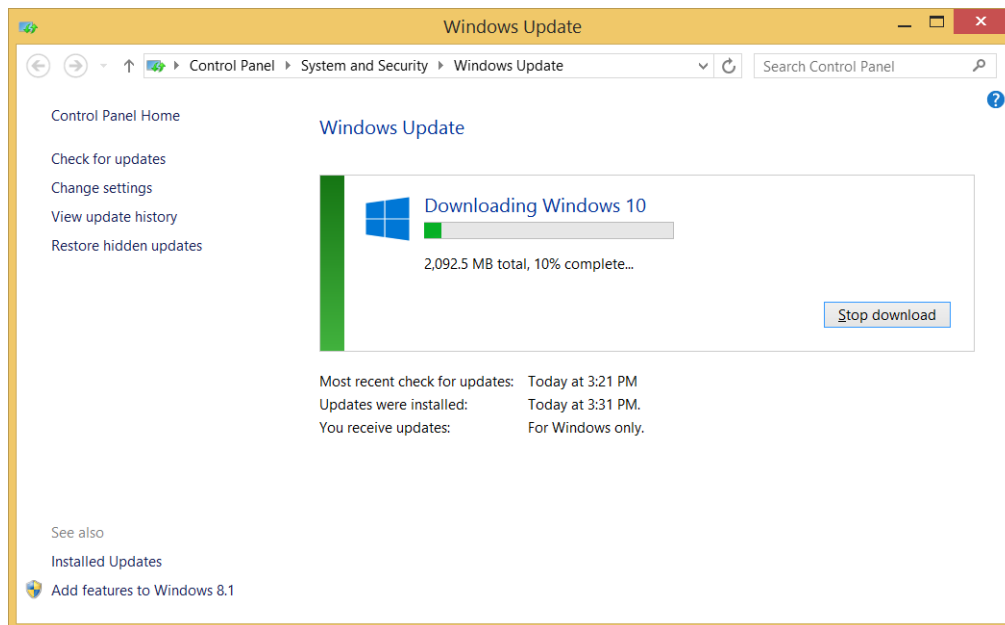 Windows Update
Control Panel System and Security Windows Update
Search Control Panel
Control Panel Home
Check for updates
Change settings
View update history
Restore hidden updates
Windows Update
Downloading Windows 10
2,092.5 MB total, 10% complete...
Stop download
Most recent check for updates: Today at 3:21 PM
Updates were installed: Today at 3:31 PM.
You receive updates: For Windows only.
See also
Installed Updates
Add features to Windows 8.1